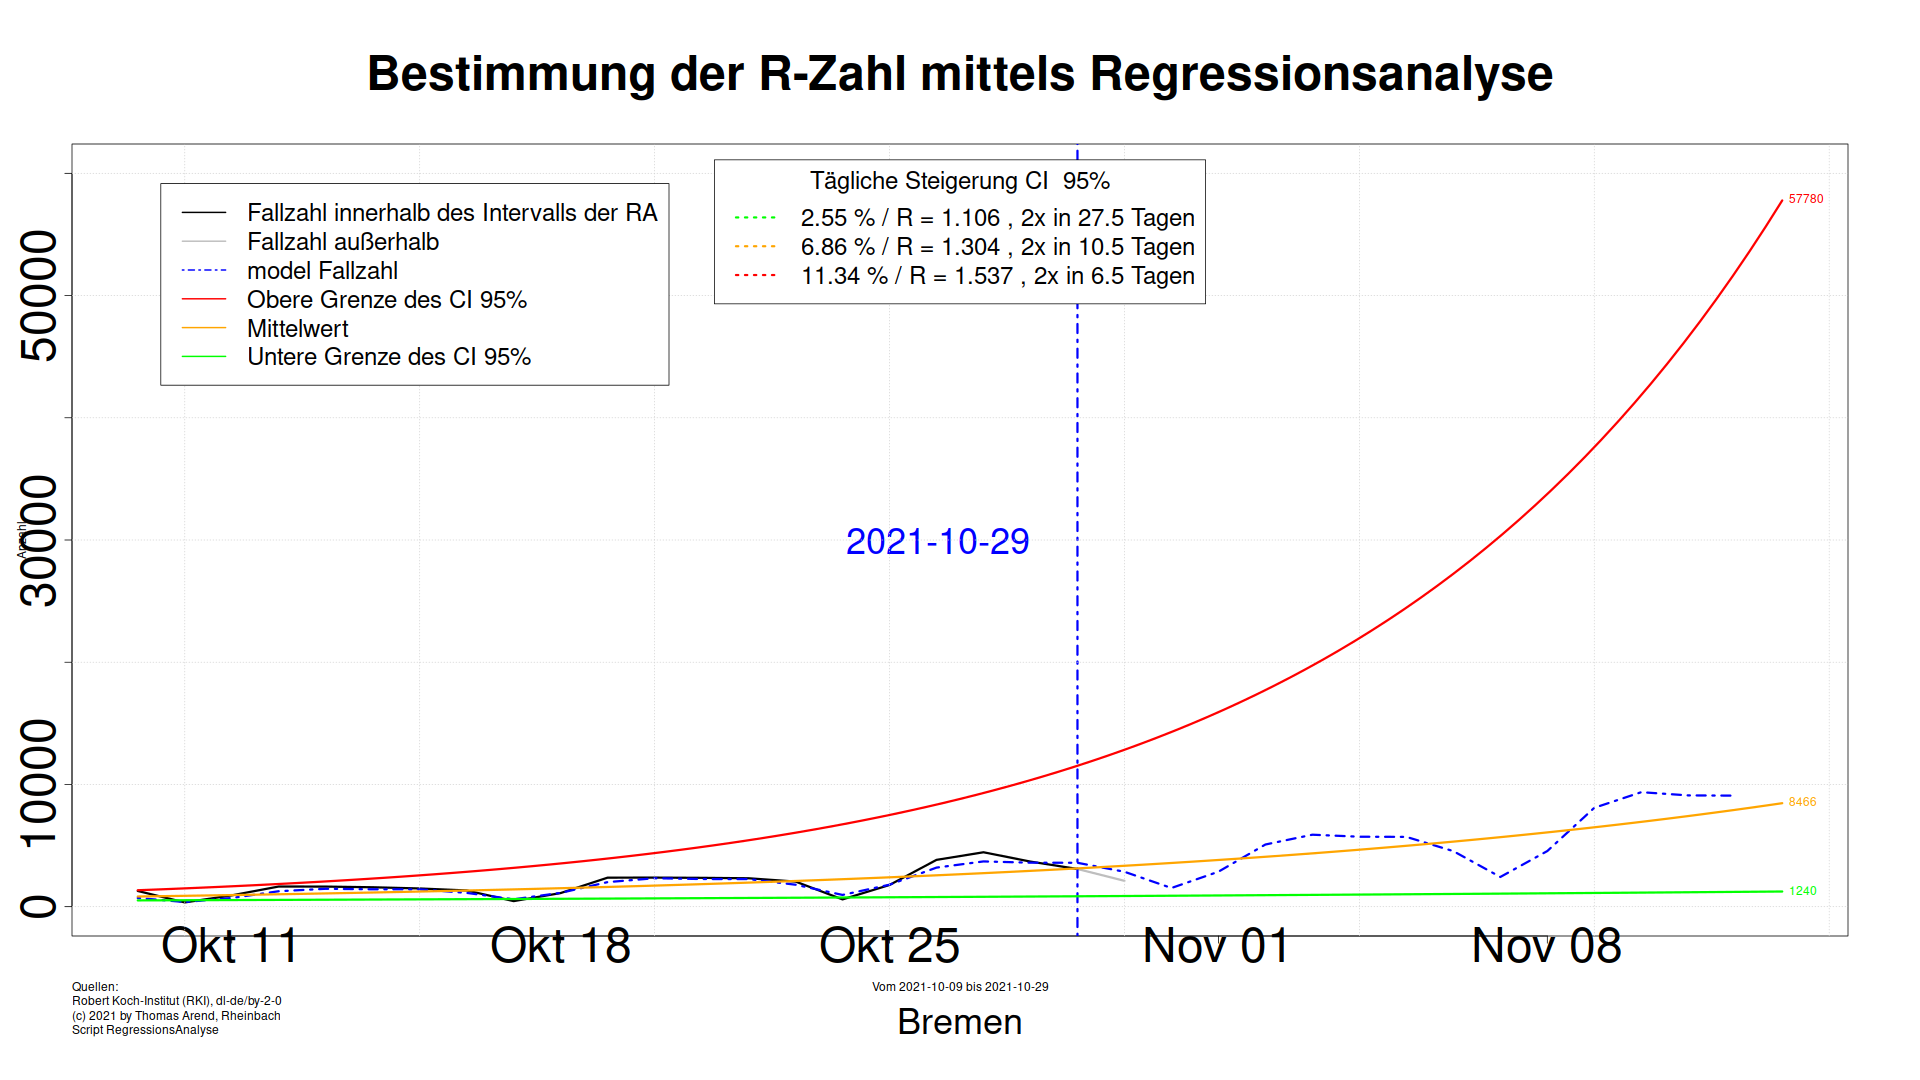 Bestimmung der R-Zahl mittels Regressionsanalyse
Fallzahl innerhalb des Intervalls der RA
Fallzahl außerhalb
model Fallzahl
Obere Grenze des CI 95%
Mittelwert
Untere Grenze des CI 95%
Tägliche Steigerung CI 95%
2.55 % / R = 1.106 , 2x in 27.5 Tagen
6.86 % / R = 1.304 , 2x in 10.5 Tagen
11.34 % / R = 1.537 , 2x in 6.5 Tagen
57780
50000
30000
10000
0
Anzahl
2021-10-29
8466
1240
Okt 11
Okt 18
Okt 25
Nov 01
Nov 08
Quellen:
Robert Koch-Institut (RKI), dl-de/by-2-0
(c) 2021 by Thomas Arend, Rheinbach
Script RegressionsAnalyse
Vom 2021-10-09 bis 2021-10-29
Bremen